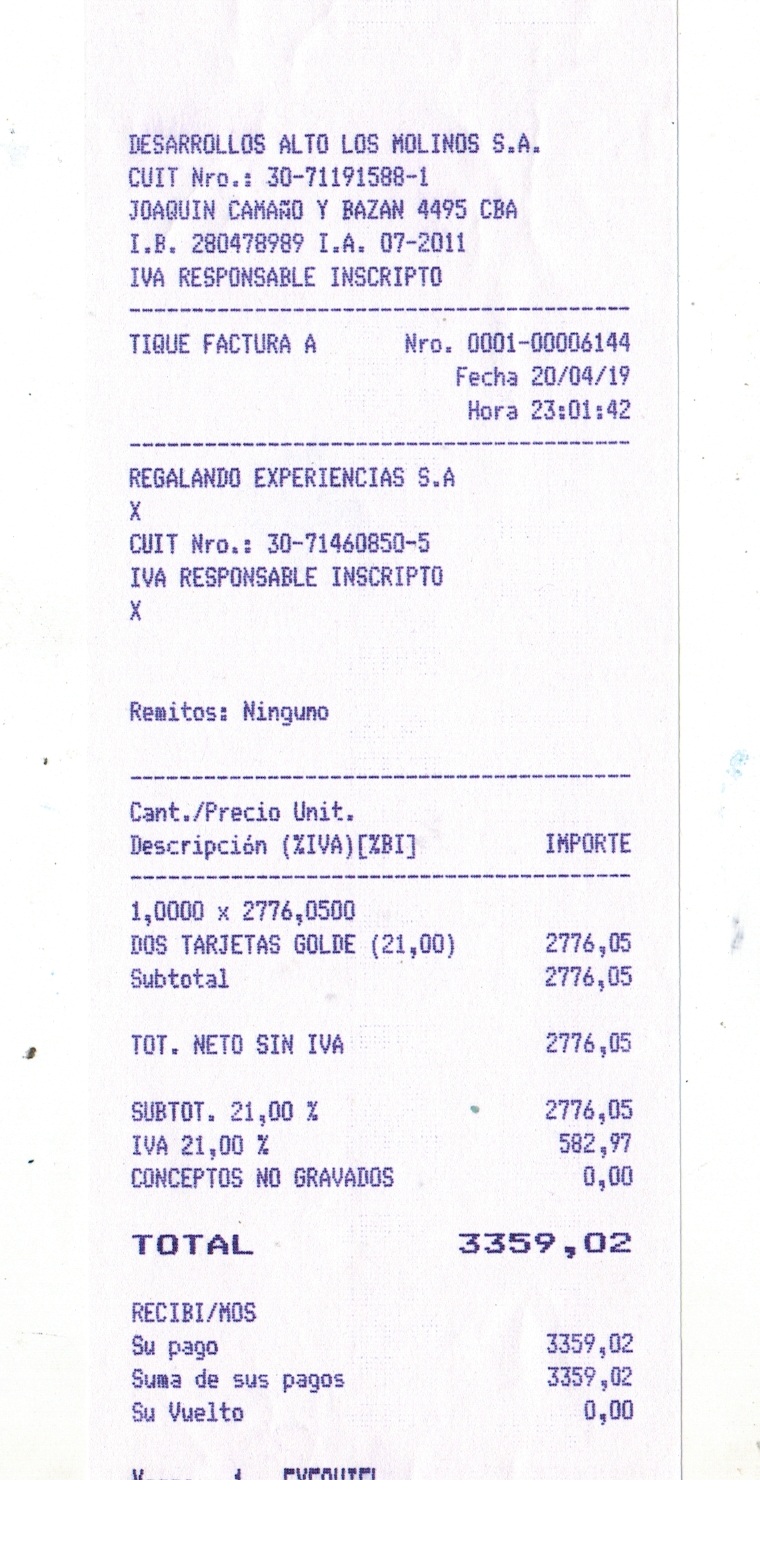 DESARROLLOS ALTO LOS MOLINOS S.A.
CUIT Nro.: 30-71191588-1
JOAQUIN CAMAÑO Y BAZAN 4495 CBA
I.B. 280478989 I.A. 07-2011
IVA RESPONSABLE INSCRIPTO
----------------------------------------
TIQUE FACTURA A Nro. 0001-00006144
Fecha 20/04/19
Hora 23:01:42
----------------------------------------
REGALANDO EXPERIENCIAS S.A
X
CUIT Nro.: 30-71460850-5
IVA RESPONSABLE INSCRIPTO
X
Remitos: Ninguno
----------------------------------------
Cant./Precio Unit.
Descripción (%IVA)[%BI] IMPORTE
----------------------------------------
1,0000 x 2776,0500
DOS TARJETAS GOLDE (21,00) 2776,05
Subtotal 2776,05
TOT. NETO SIN IVA 2776,05
SUBTOT. 21,00 % 2776,05
IVA 21,00 % 582,97
CONCEPTOS NO GRAVADOS 0,00
TOTAL 3359,02
RECIBI/MOS
Su pago 3359,02
Suma de sus pagos 3359,02
Su Vuelto 0,00